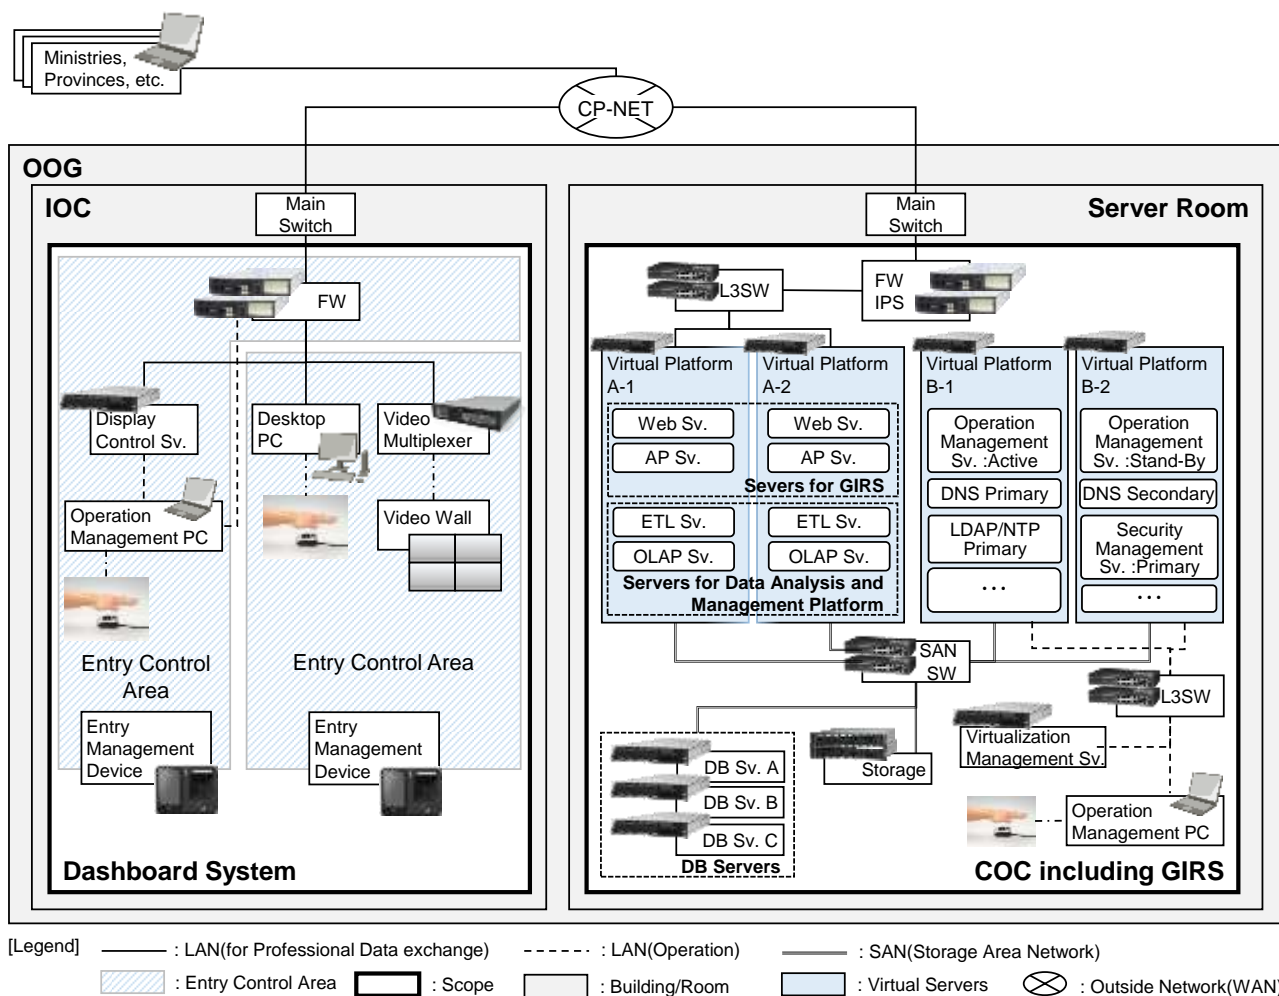 Ministries,
Provinces, etc.
CP-NET
OOG
IOC
Main
Switch
FW
Display
Control Sv.
Desktop
PC
Video
Multiplexer
Operation
Management PC
Video Wall
Entry Control
Area
Entry Control Area
Entry
Management
Device
Entry
Management
Device
Dashboard System
Main
Switch
Server Room
L3SW
FW
IPS
Virtual Platform
A-1
Virtual Platform
A-2
Virtual Platform
B-1
Virtual Platform
B-2
Web Sv.
Web Sv.
AP Sv.
AP Sv.
Severs for GIRS
ETL Sv.
ETL Sv.
OLAP Sv.
OLAP Sv.
Servers for Data Analysis and
Management Platform
Operation
Management
Sv. :Active
DNS Primary
LDAP/NTP
Primary
...
Operation
Management
Sv. :Stand-By
DNS Secondary
Security
Management
Sv. :Primary
...
SAN
SW
L3SW
Virtualization
Management Sv.
Storage
DB Sv. A
DB Sv. B
DB Sv. C
DB Servers
Operation
Management PC
COC including GIRS
[Legend]
: LAN(for Professional Data exchange)
: LAN(Operation)
: SAN(Storage Area Network)
: Entry Control Area
: Scope
: Building/Room
: Virtual Servers
: Outside Network(WAN)